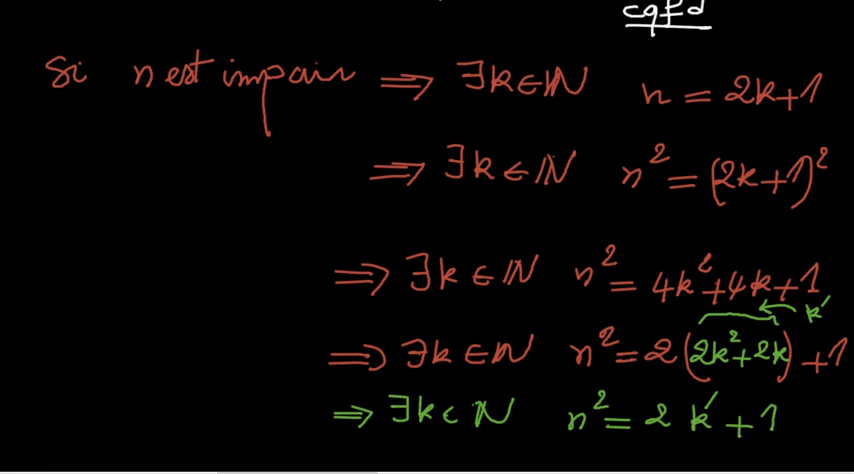 cqfd
Si n est impair ⟹ ∃k∈ℕ n = 2k+1
⟹ ∃k∈ℕ n² = (2k+1)²
⟹ ∃k∈ℕ n² = 4k²+4k+1
k'
⟹ ∃k∈ℕ n² = 2(2k²+2k)+1
⟹ ∃k∈ℕ n² = 2k'+1